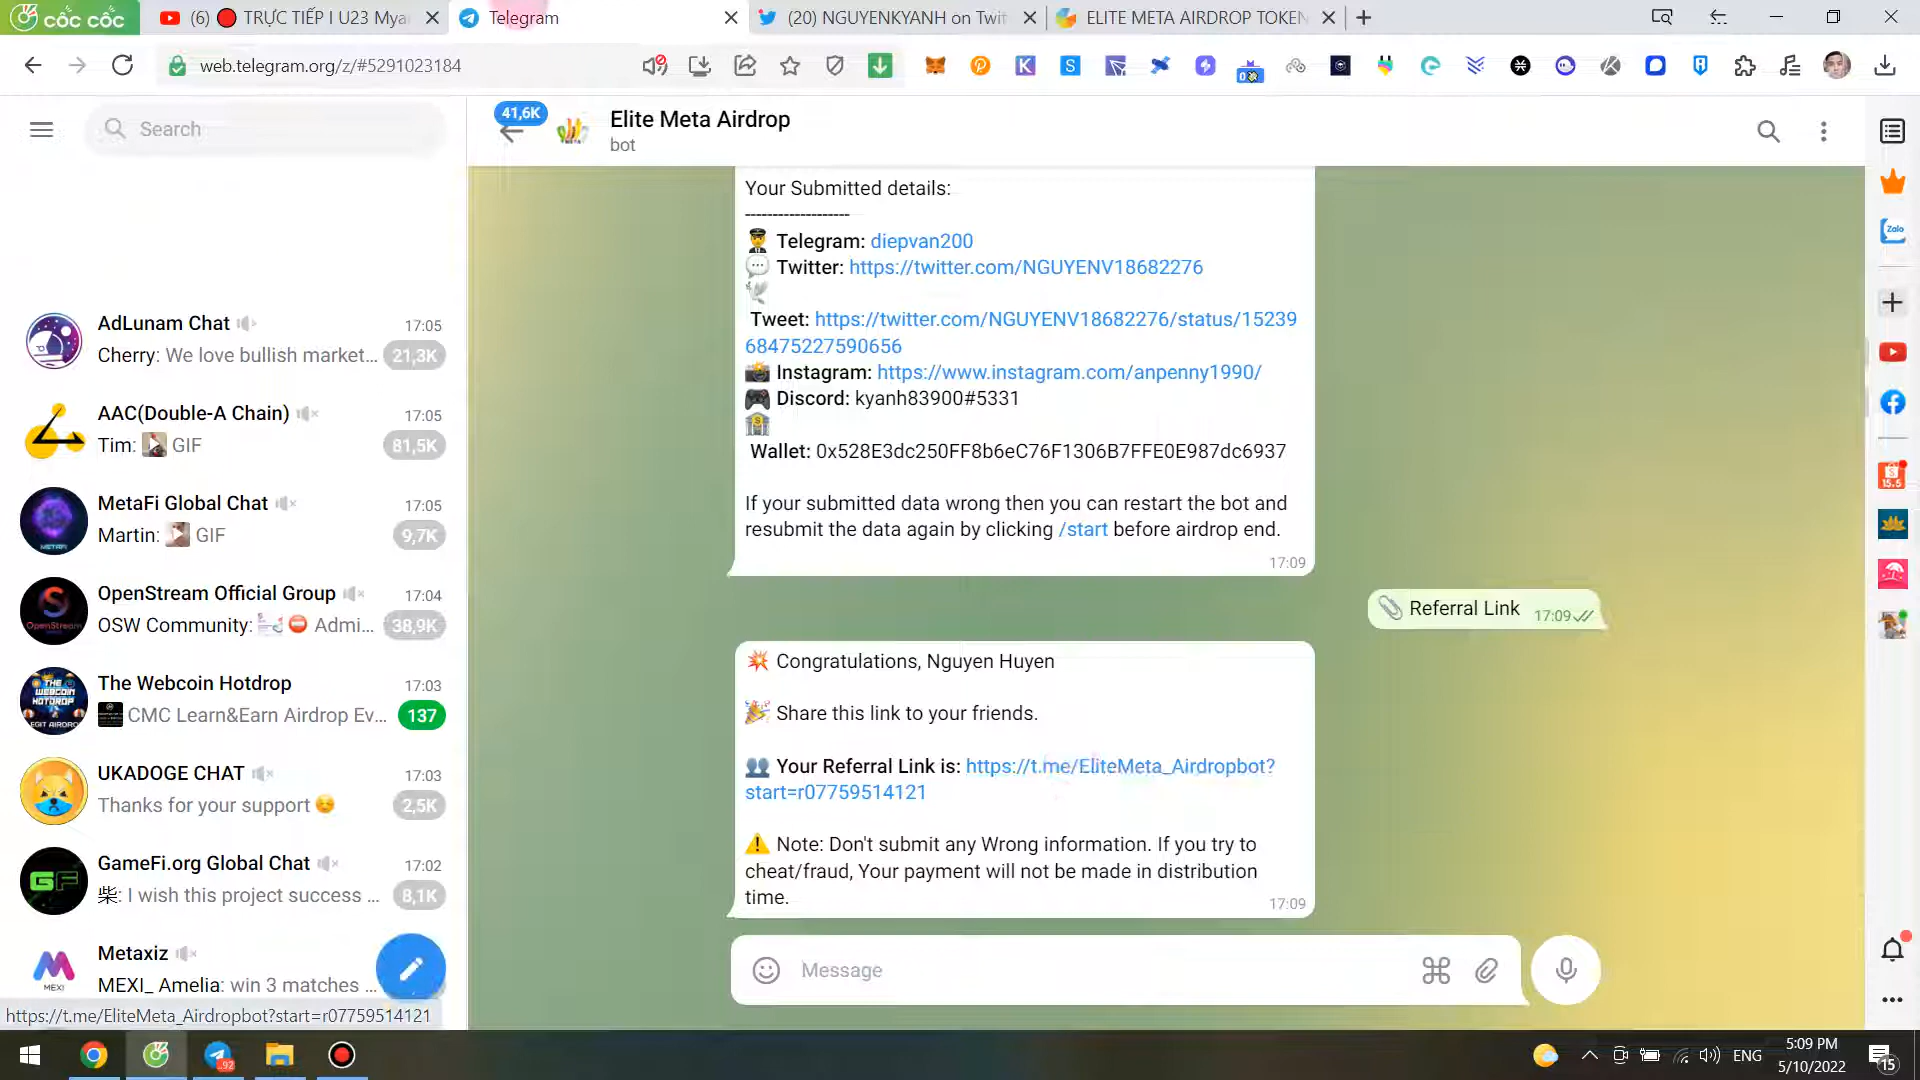 cốc cốc
(6) 🔴 TRỰC TIẾP I U23 Myar
Telegram
(20) NGUYENKYANH on Twit
ELITE META AIRDROP TOKEN
web.telegram.org/z/#5291023184
Search
41,6K
Elite Meta Airdrop
bot
AdLunam Chat
17:05
Cherry: We love bullish market...
21,3K
AAC(Double-A Chain)
17:05
Tim: GIF
81,5K
MetaFi Global Chat
17:05
Martin: GIF
9,7K
OpenStream Official Group
17:04
OSW Community: ⛔ Admi...
38,9K
The Webcoin Hotdrop
17:03
CMC Learn&Earn Airdrop Ev...
137
UKADOGE CHAT
17:03
Thanks for your support ☺️
2,5K
GameFi.org Global Chat
17:02
柴: I wish this project success ...
8,1K
Metaxiz
MEXI_ Amelia: win 3 matches ...
https://t.me/EliteMeta_Airdropbot?start=r07759514121
Your Submitted details:
-------------------
👨‍✈️ Telegram: diepvan200
💬 Twitter: https://twitter.com/NGUYENV18682276
🕊
Tweet: https://twitter.com/NGUYENV18682276/status/15239
68475227590656
📸 Instagram: https://www.instagram.com/anpenny1990/
🎮 Discord: kyanh83900#5331
🏦
Wallet: 0x528E3dc250FF8b6eC76F1306B7FFE0E987dc6937
If your submitted data wrong then you can restart the bot and
resubmit the data again by clicking /start before airdrop end.
17:09
📎 Referral Link 17:09
💥 Congratulations, Nguyen Huyen
🎉 Share this link to your friends.
👥 Your Referral Link is: https://t.me/EliteMeta_Airdropbot?
start=r07759514121
⚠️ Note: Don't submit any Wrong information. If you try to
cheat/fraud, Your payment will not be made in distribution
time.
17:09
Message
Zalo
15.5
92
ENG
5:09 PM
5/10/2022
15